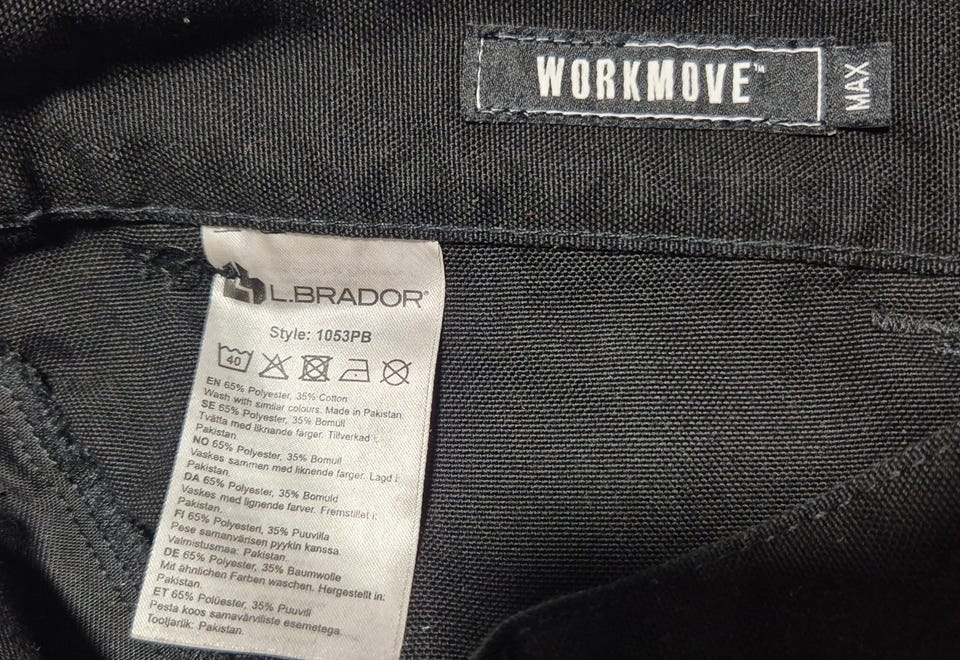 WORKMOVE™
MAX
L.BRADOR®
Style: 1053PB
40
EN 65% Polyester, 35% Cotton
Wash with similar colours. Made in Pakistan.
SE 65% Polyester, 35% Bomull
Tvätta med liknande färger. Tillverkad i:
Pakistan.
NO 65% Polyester, 35% Bomull
Vaskes sammen med liknende farger. Lagd i:
Pakistan.
DA 65% Polyester, 35% Bomuld
Vaskes med lignende farver. Fremstillet i:
Pakistan.
FI 65% Polyesteri, 35% Puuvilla
Pese samanvärisen pyykin kanssa.
Valmistusmaa: Pakistan
DE 65% Polyester, 35% Baumwolle
Mit ähnlichen Farben waschen. Hergestellt in:
Pakistan.
ET 65% Polüester, 35% Puuvill
Pesta koos samavärviliste esemetega.
Tootjariik: Pakistan.